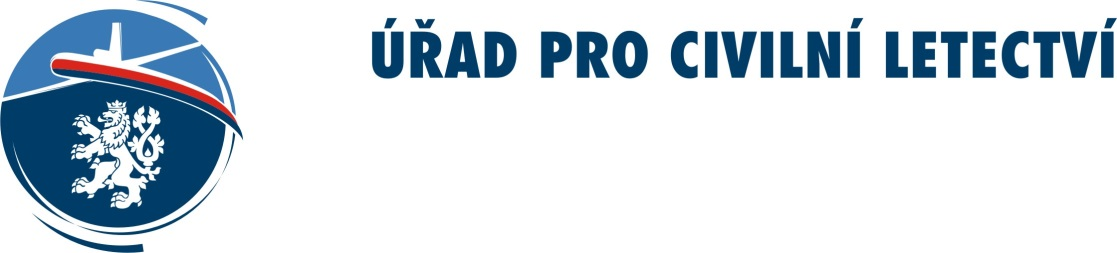 ÚŘAD PRO CIVILNÍ LETECTVÍ